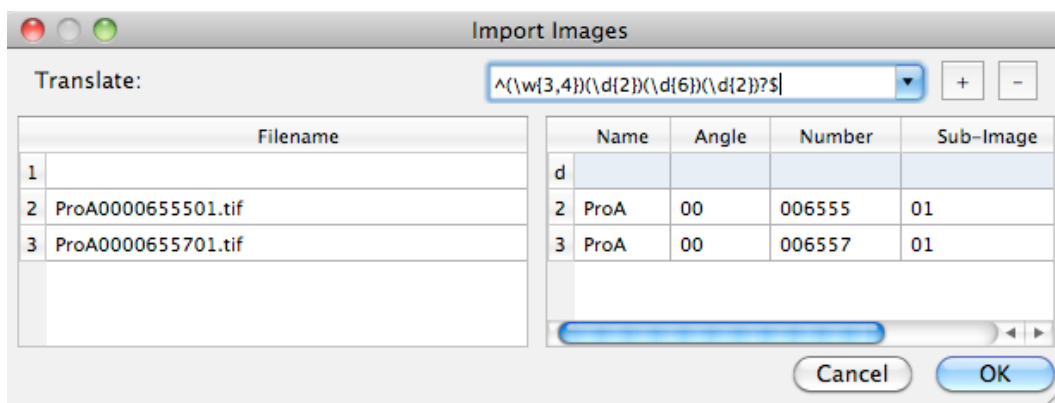 Import Images
Translate: ^(\w{3,4})(\d{2})(\d{6})(\d{2})?$ + -
Filename Name Angle Number Sub-Image
1 d
2 ProA0000655501.tif 2 ProA 00 006555 01
3 ProA0000655701.tif 3 ProA 00 006557 01
Cancel OK